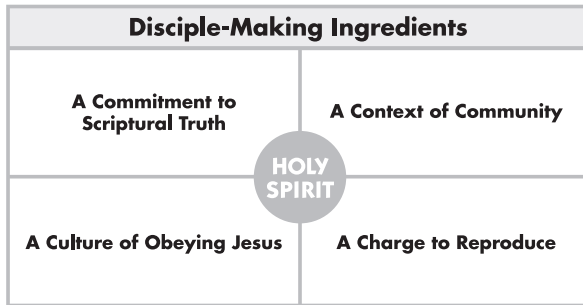 Disciple-Making Ingredients
A Commitment to
Scriptural Truth
A Context of Community
HOLY
SPIRIT
A Culture of Obeying Jesus
A Charge to Reproduce